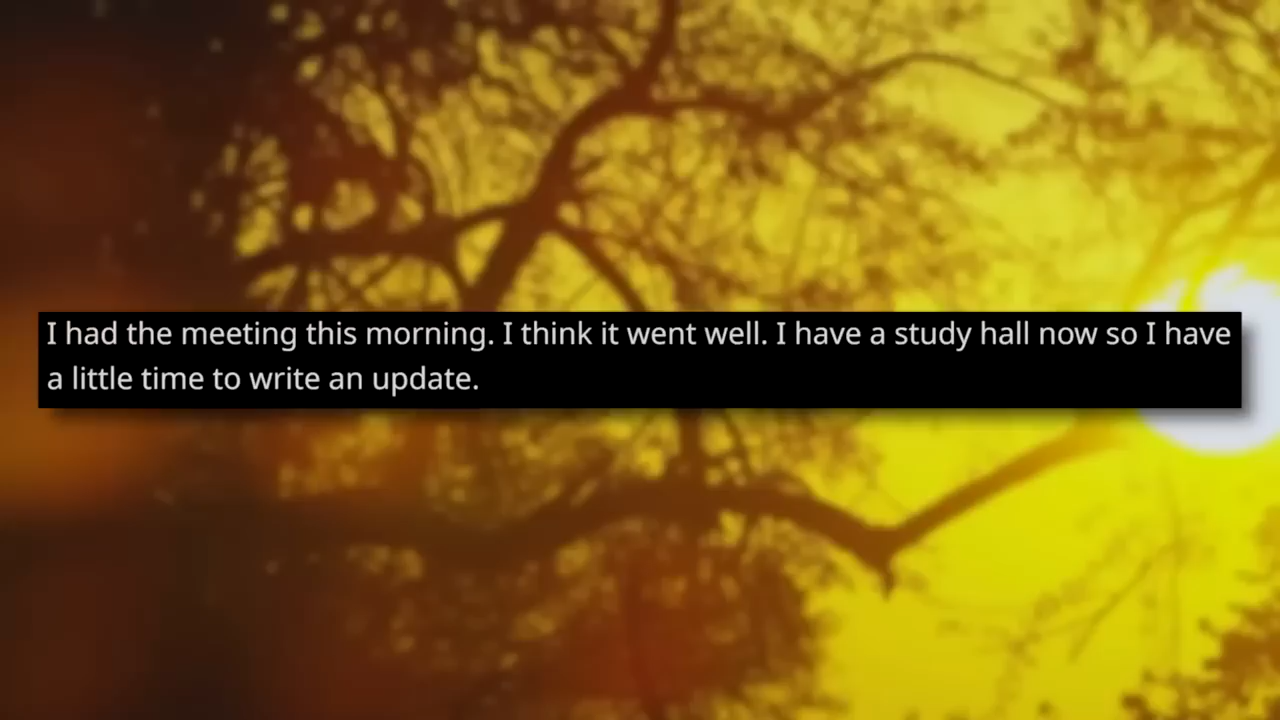 I had the meeting this morning. I think it went well. I have a study hall now so I have
a little time to write an update.